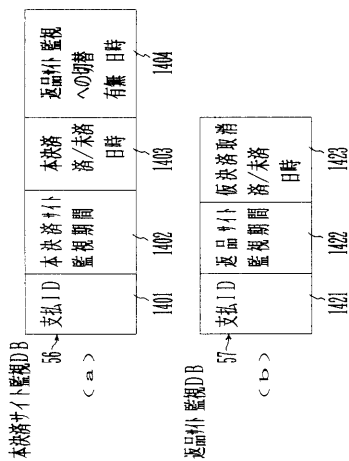 本決済サイト監視DB
56
支払ID
本決済サイト
監視期間
本決済
済/未済
日時
返品サイト監視
への切替
有無 日時
1401
1402
1403
1404
(a)
返品サイト監視DB
57
支払ID
返品サイト
監視期間
仮決済取消
済/未済
日時
1421
1422
1423
(b)